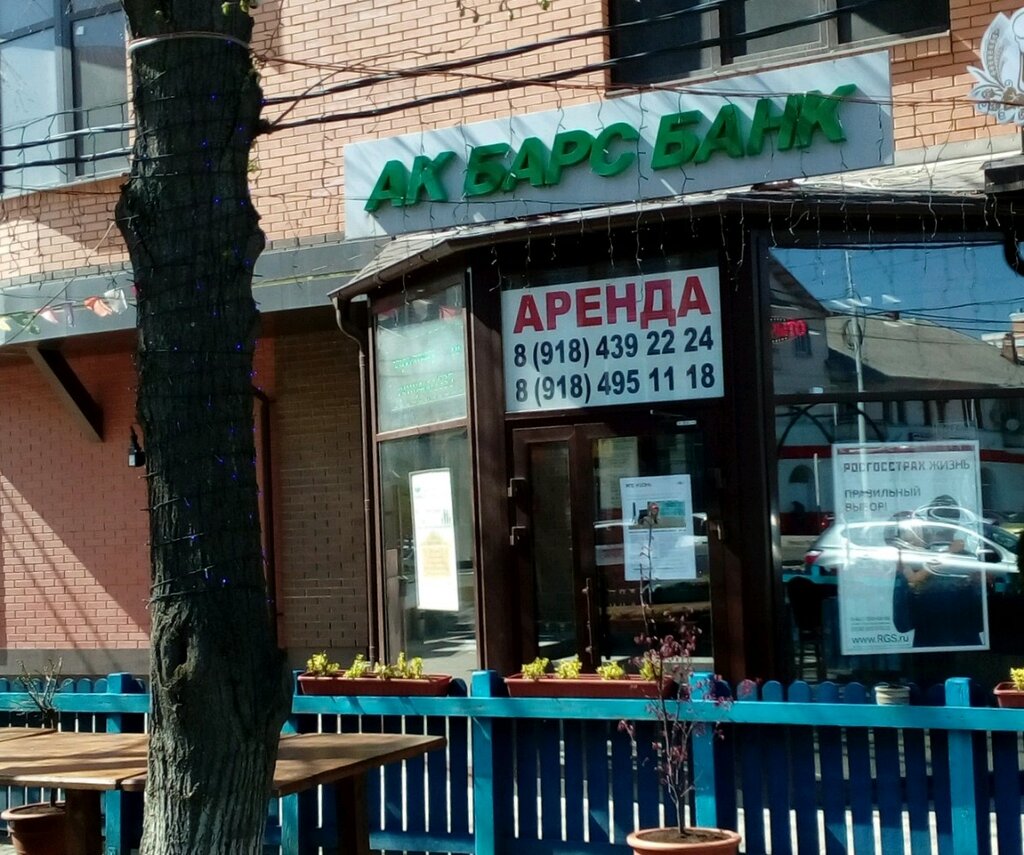 АК БАРС БАНК
АРЕНДА
8 (918) 439 22 24
8 (918) 495 11 18
РОСГОССТРАХ ЖИЗНЬ
ПРАВИЛЬНЫЙ
ВЫБОР!
www.RGS.ru